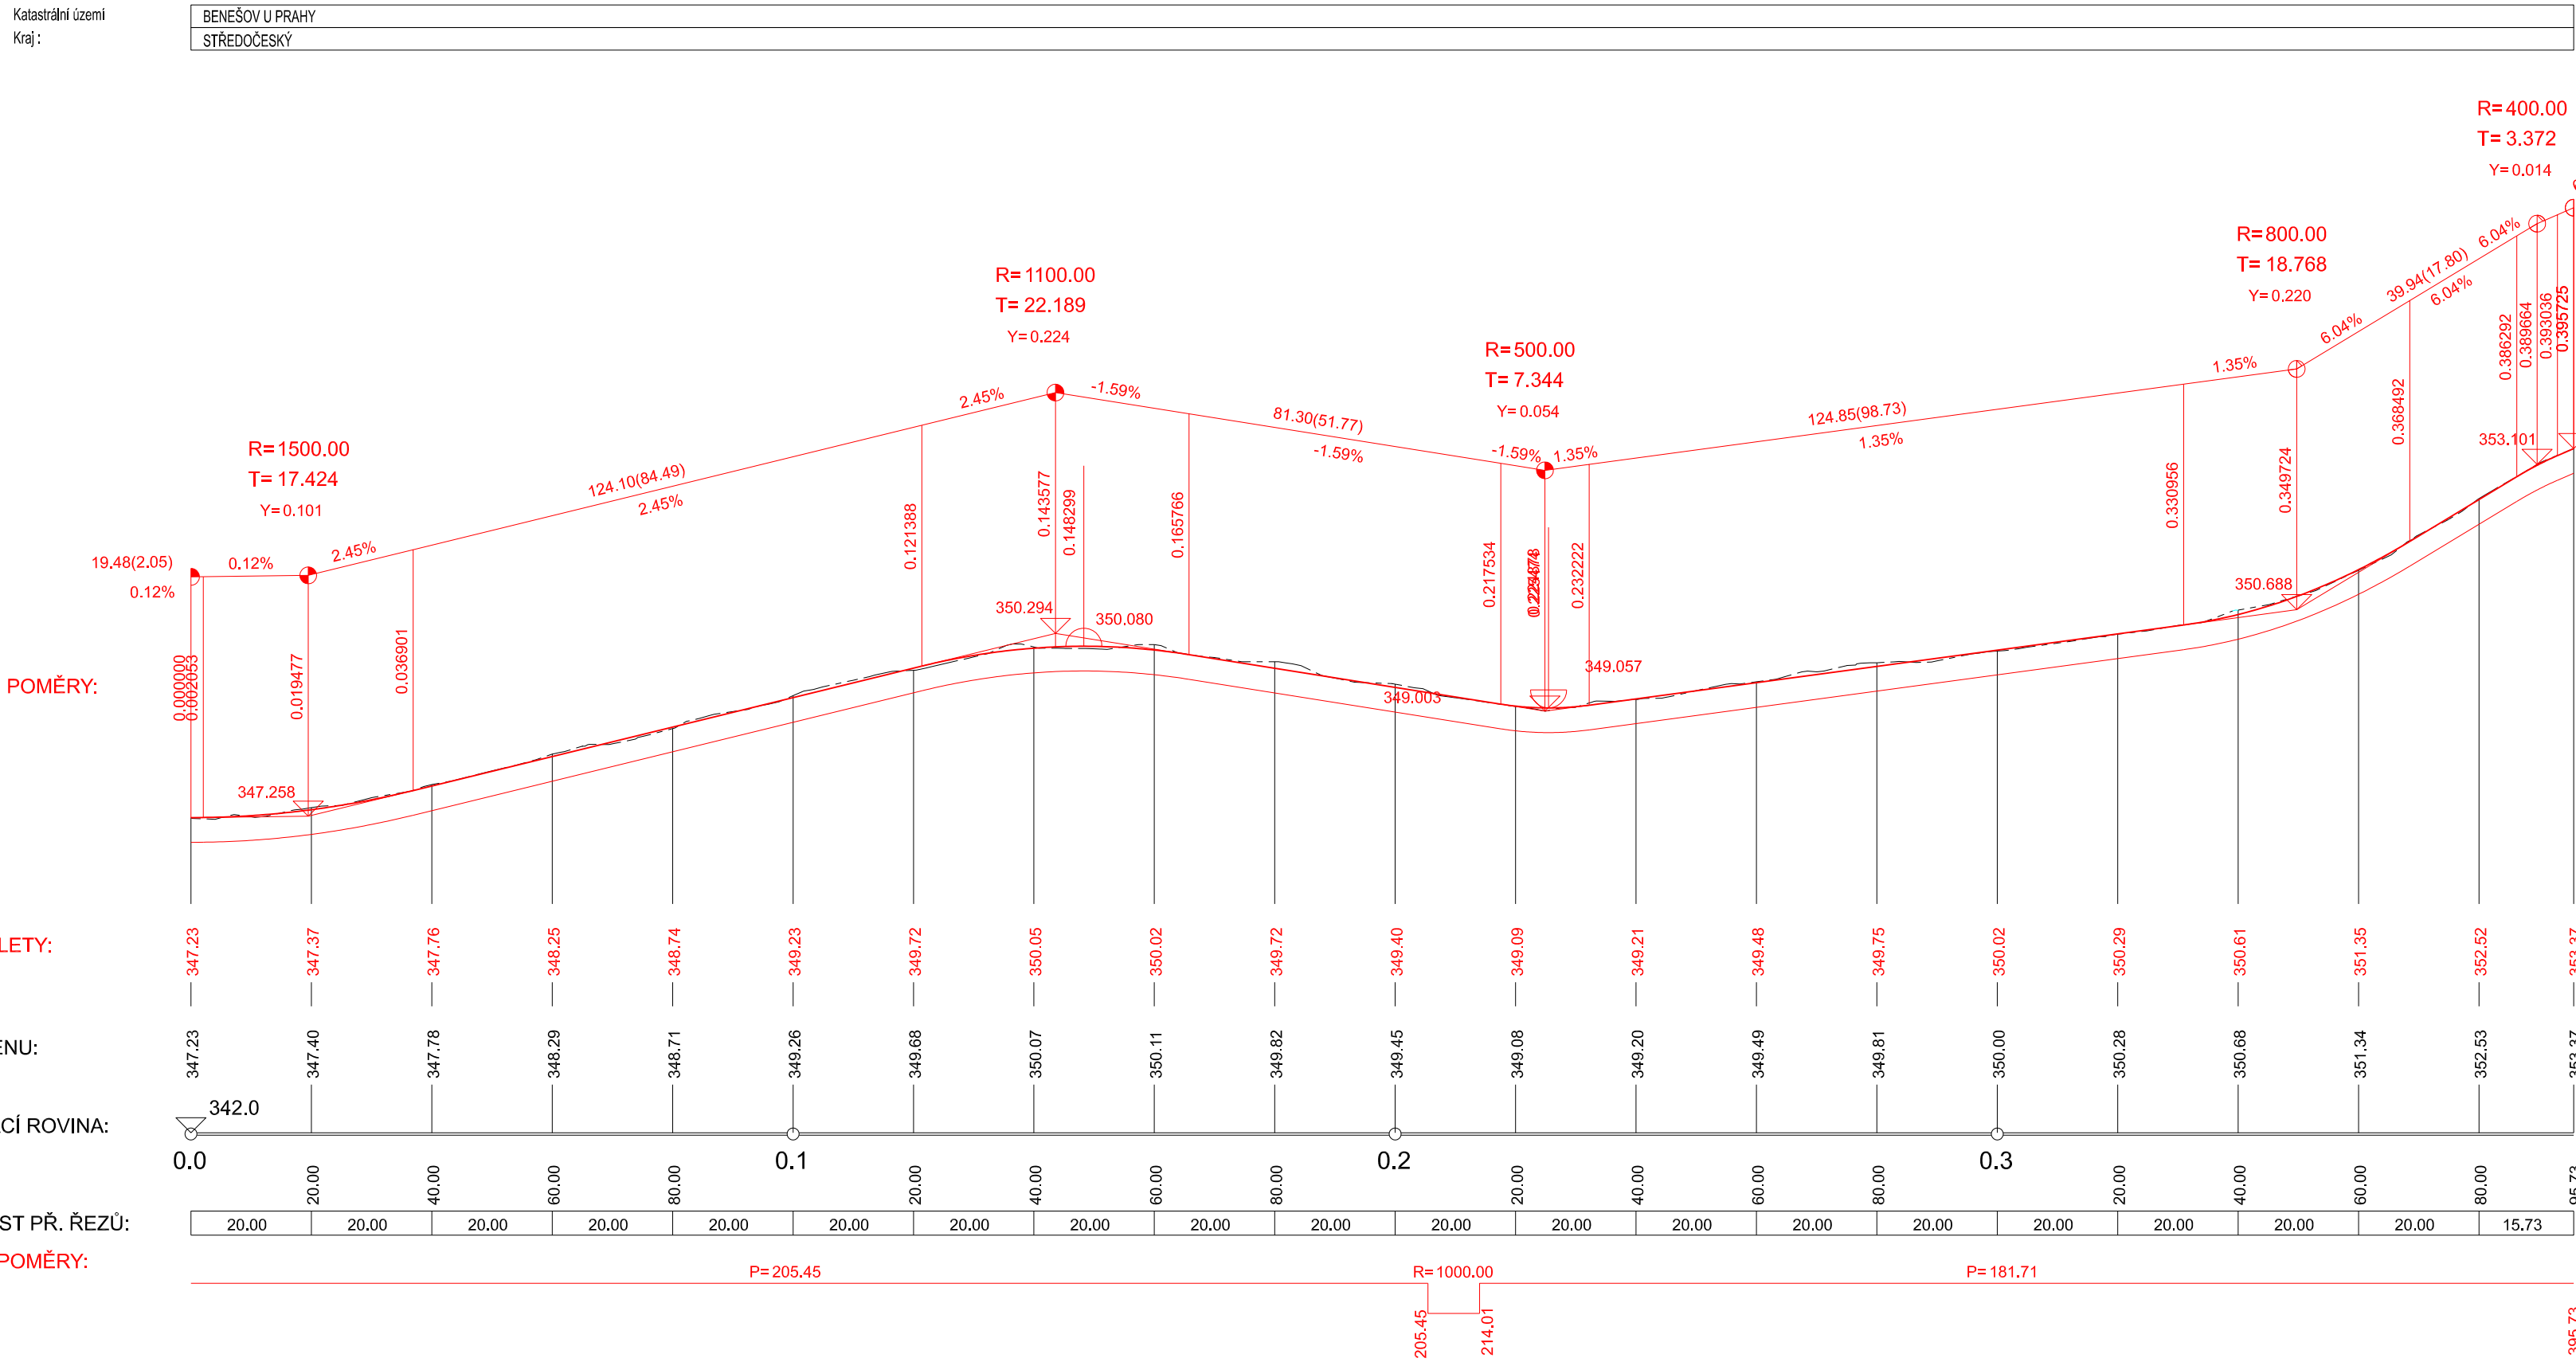 Katastrální území
BENEŠOV U PRAHY
Kraj :
STŘEDOČESKÝ
R= 400.00
T= 3.372
Y= 0.014
R= 800.00
T= 18.768
Y= 0.220
R= 1100.00
T= 22.189
Y= 0.224
R= 500.00
T= 7.344
Y= 0.054
R= 1500.00
T= 17.424
Y= 0.101
19.48(2.05)
0.12%
0.12%
2.45%
124.10(84.49)
2.45%
2.45%
-1.59%
81.30(51.77)
-1.59%
-1.59%
1.35%
124.85(98.73)
1.35%
1.35%
6.04%
39.94(17.80)
6.04%
6.04%
0.000000
0.002053
0.019477
0.036901
0.121388
0.143577
0.148299
0.165766
0.217534
0.232222
0.330956
0.349724
0.368492
0.386292
0.389664
0.393036
0.395725
347.258
350.294
350.080
349.003
349.057
350.688
353.101
POMĚRY:
LETY:
347.23 347.37 347.76 348.25 348.74 349.23 349.72 350.05 350.02 349.72 349.40 349.09 349.21 349.48 349.75 350.02 350.29 350.61 351.35 352.52 353.37
ENU:
347.23 347.40 347.78 348.29 348.71 349.26 349.68 350.07 350.11 349.82 349.45 349.08 349.20 349.49 349.81 350.00 350.28 350.68 351.34 352.53 353.37
CÍ ROVINA:
342.0
0.0 0.1 0.2 0.3
20.00 40.00 60.00 80.00 20.00 40.00 60.00 80.00 20.00 40.00 60.00 80.00 20.00 40.00 60.00 80.00 95.73
ST PŘ. ŘEZŮ:
20.00 20.00 20.00 20.00 20.00 20.00 20.00 20.00 20.00 20.00 20.00 20.00 20.00 20.00 20.00 20.00 20.00 20.00 20.00 15.73
POMĚRY:
P= 205.45
R= 1000.00
P= 181.71
205.45
214.01
395.73